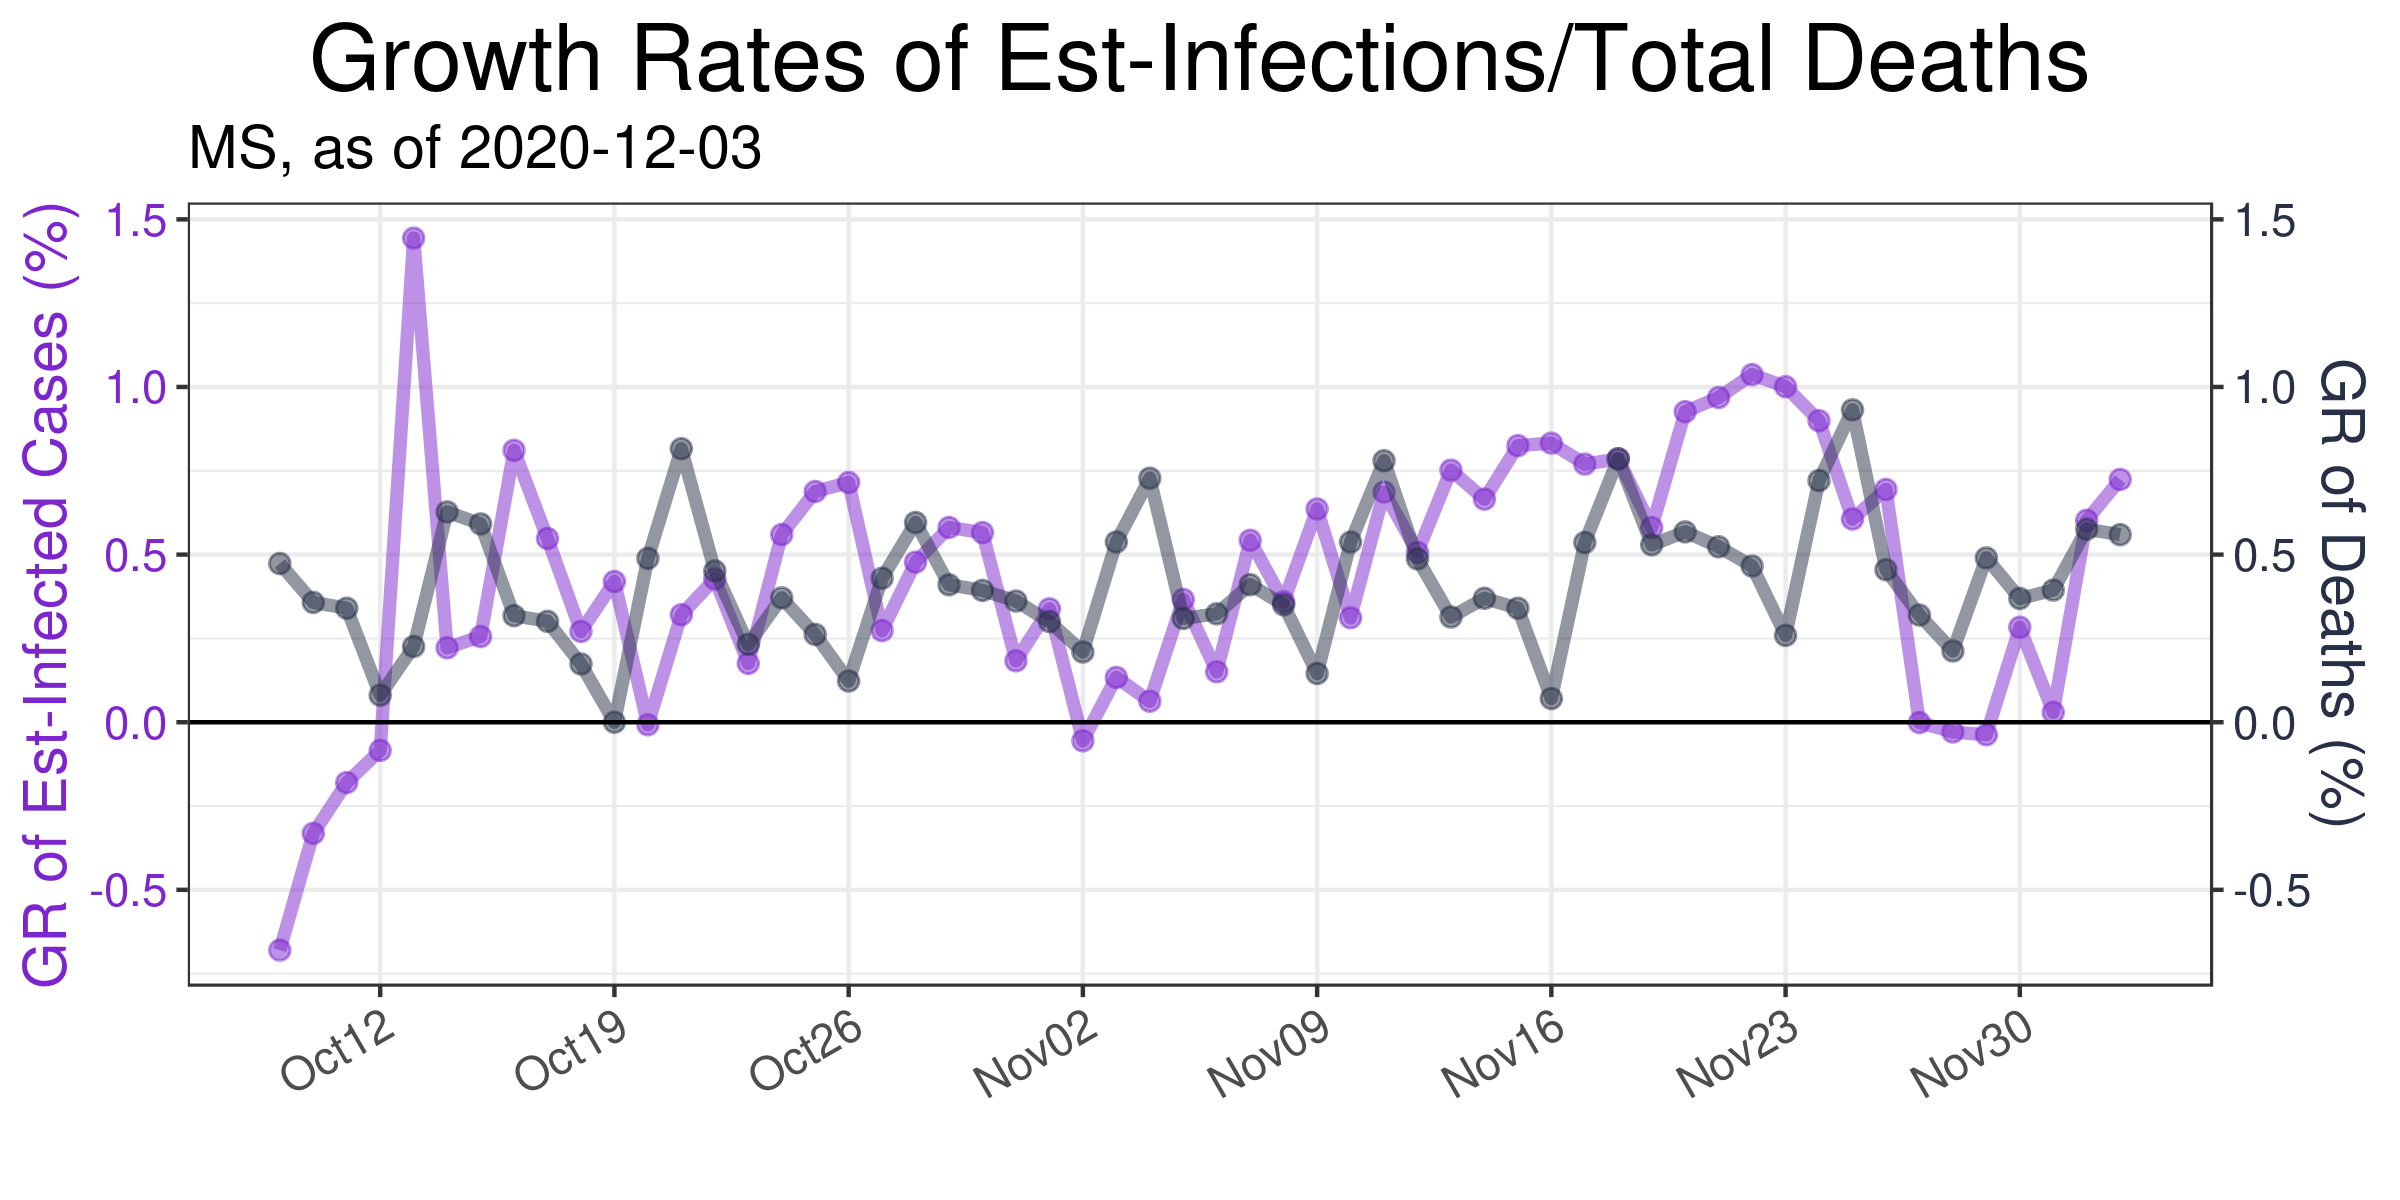 Growth Rates of Est-Infections/Total Deaths
MS, as of 2020-12-03
GR of Est-Infected Cases (%)
1.5
1.0
0.5
0.0
-0.5
1.5
1.0
0.5
0.0
-0.5
GR of Deaths (%)
Oct12
Oct19
Oct26
Nov02
Nov09
Nov16
Nov23
Nov30